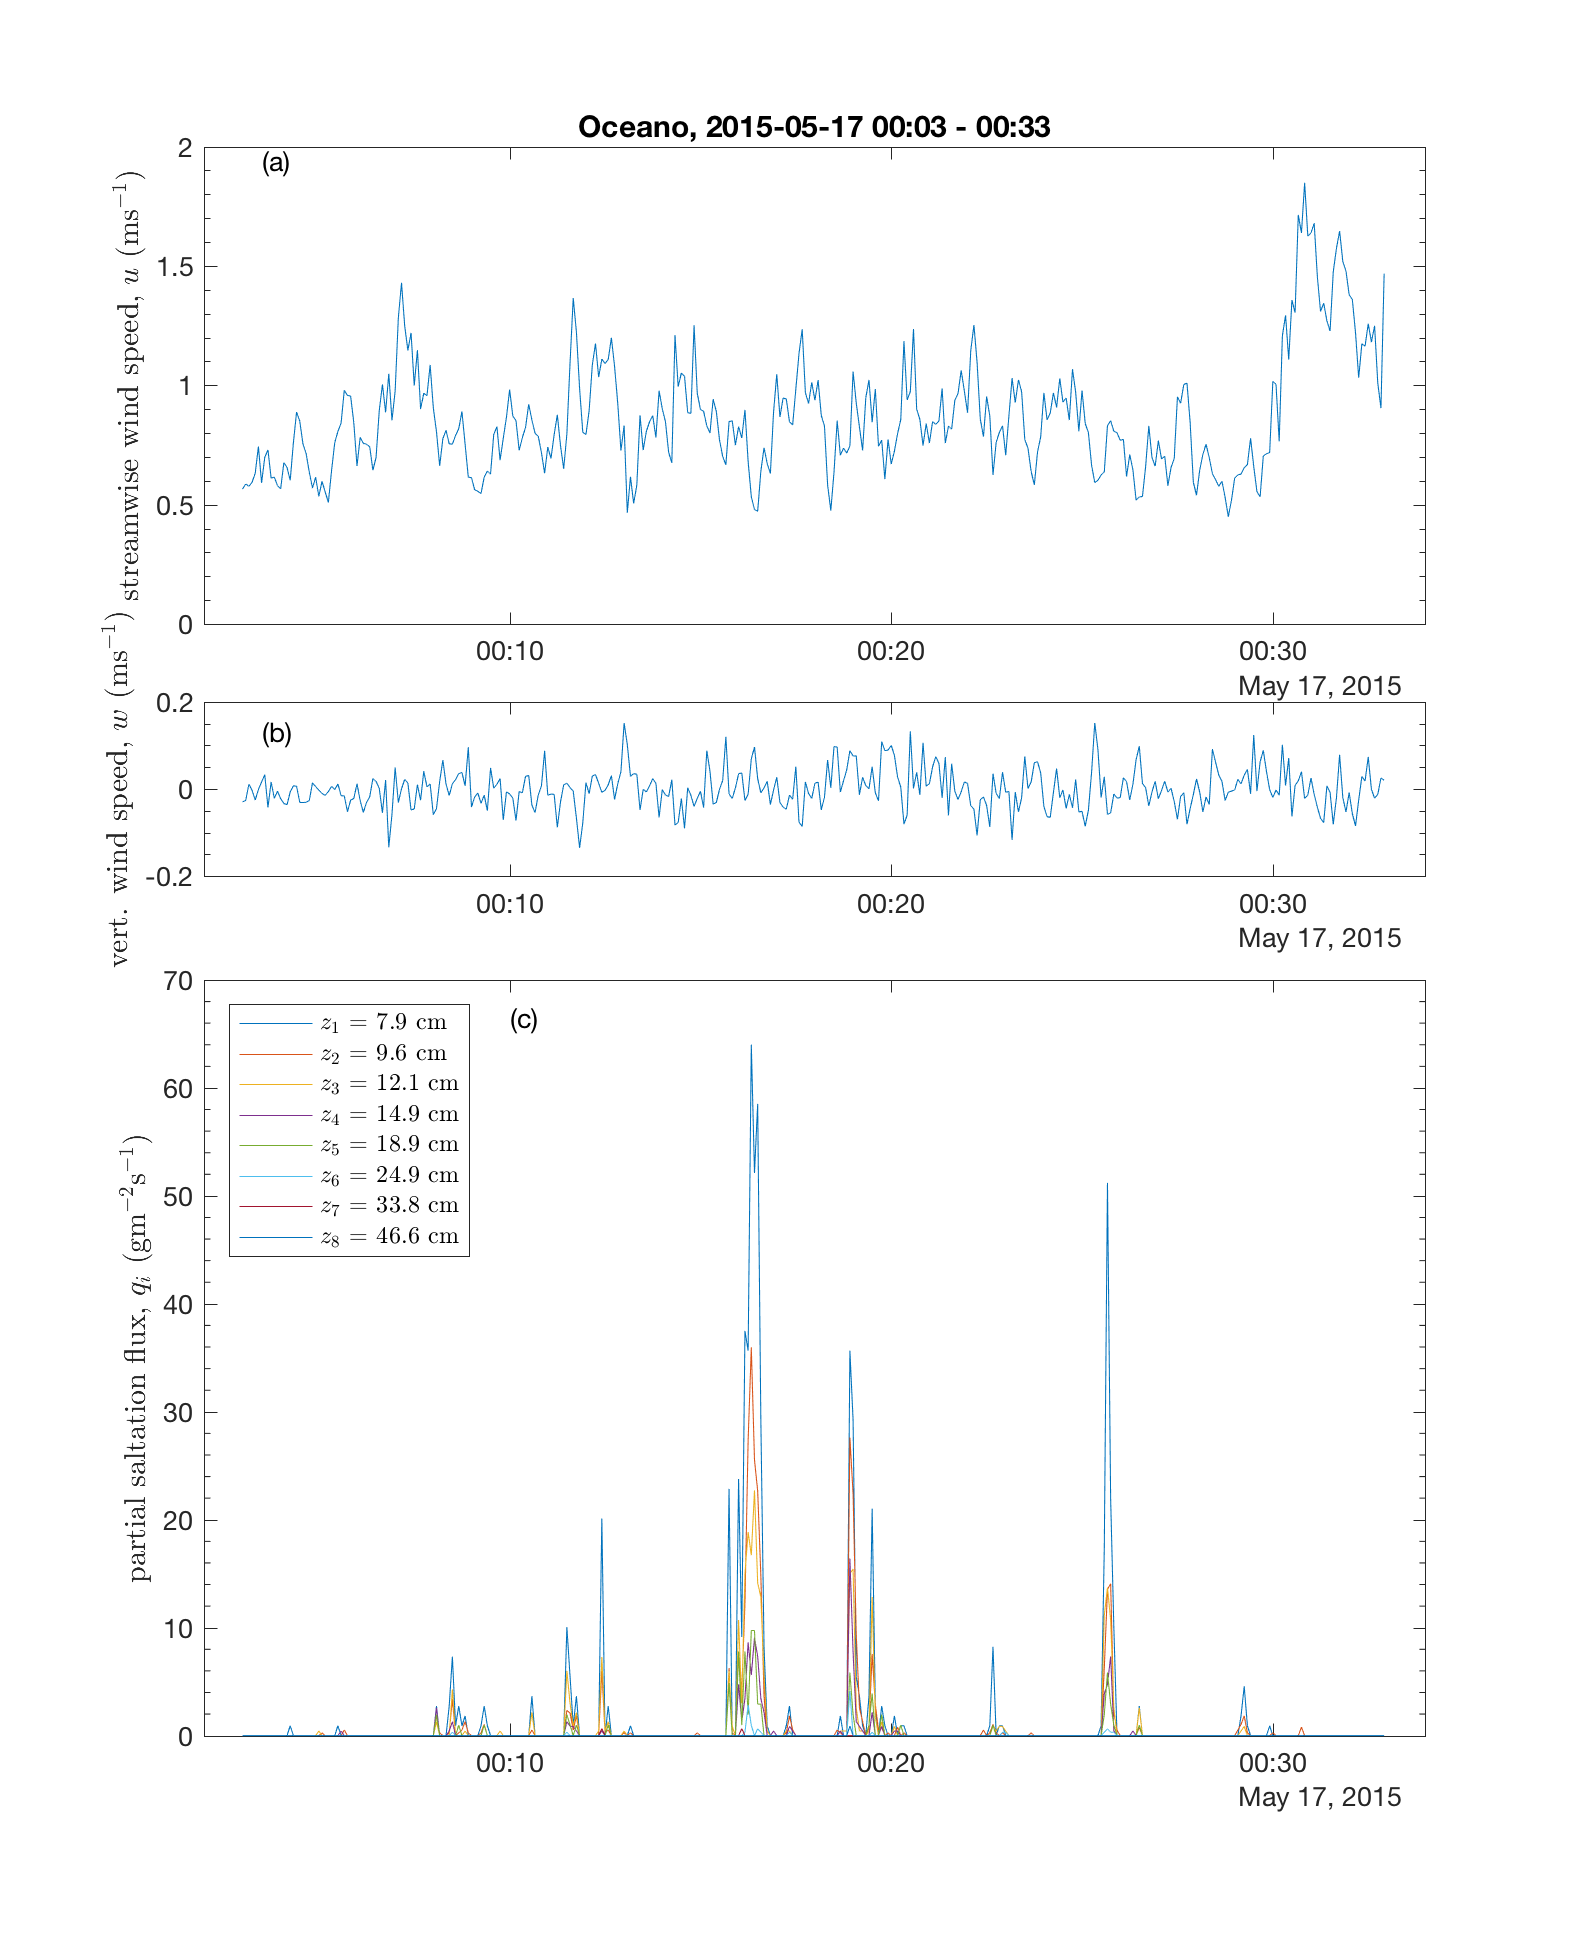 Oceano, 2015-05-17 00:03 - 00:33
(a)
streamwise wind speed, u (ms⁻¹)
2
1.5
1
0.5
0
00:10 00:20 00:30
May 17, 2015
(b)
vert. wind speed, w (ms⁻¹)
0.2
0
-0.2
00:10 00:20 00:30
May 17, 2015
(c)
partial saltation flux, qᵢ (gm⁻²s⁻¹)
70
60
50
40
30
20
10
0
z₁ = 7.9 cm
z₂ = 9.6 cm
z₃ = 12.1 cm
z₄ = 14.9 cm
z₅ = 18.9 cm
z₆ = 24.9 cm
z₇ = 33.8 cm
z₈ = 46.6 cm
00:10 00:20 00:30
May 17, 2015